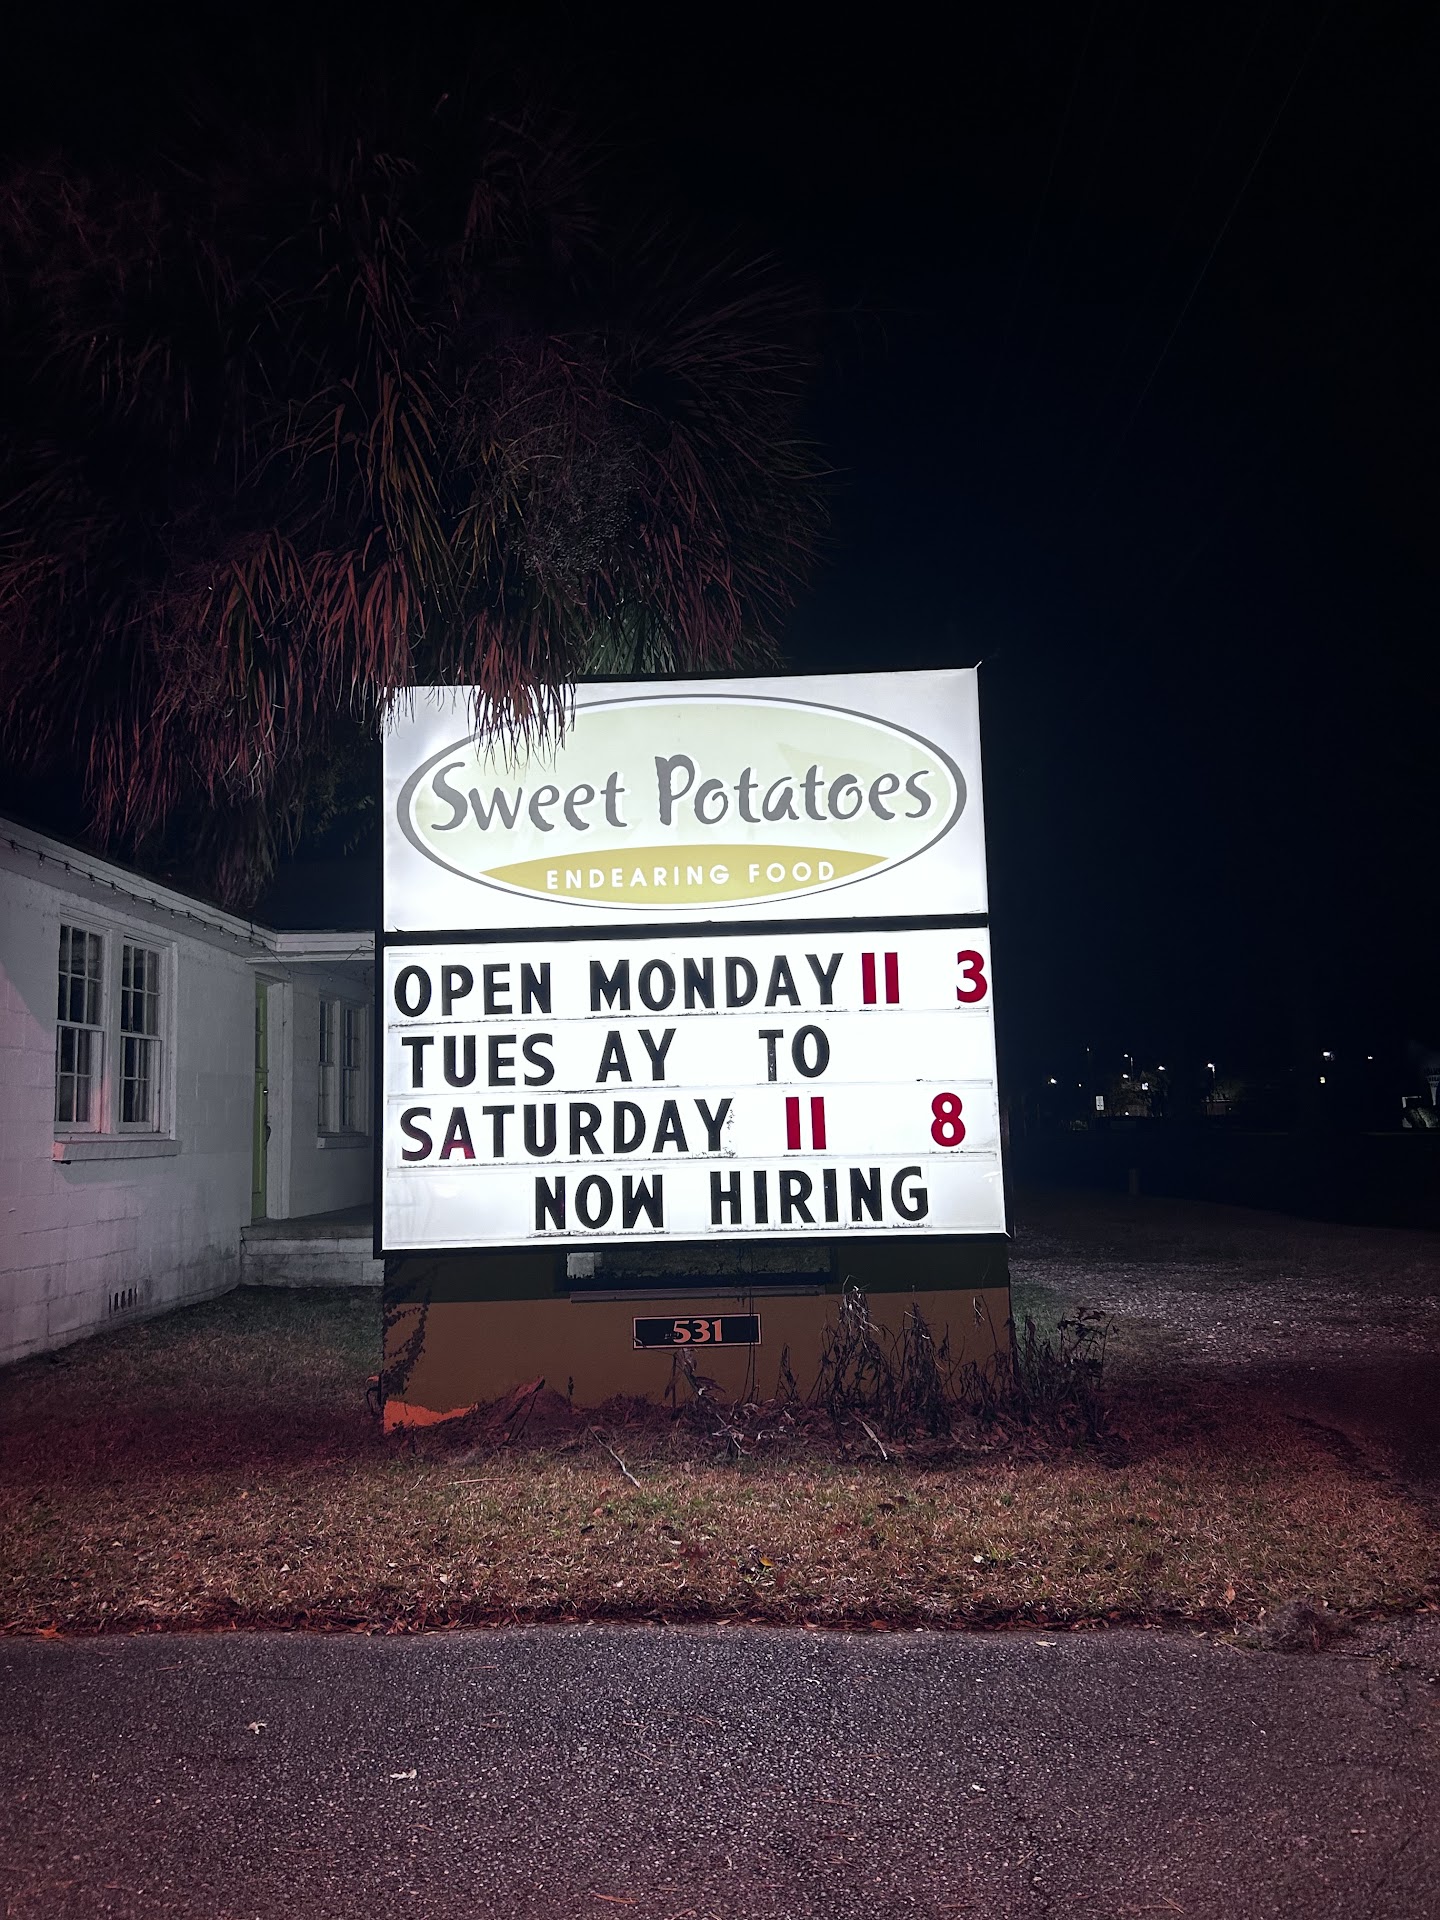 Sweet Potatoes
ENDEARING FOOD
OPEN MONDAY 11 3
TUES AY TO
SATURDAY 11 8
NOW HIRING
531